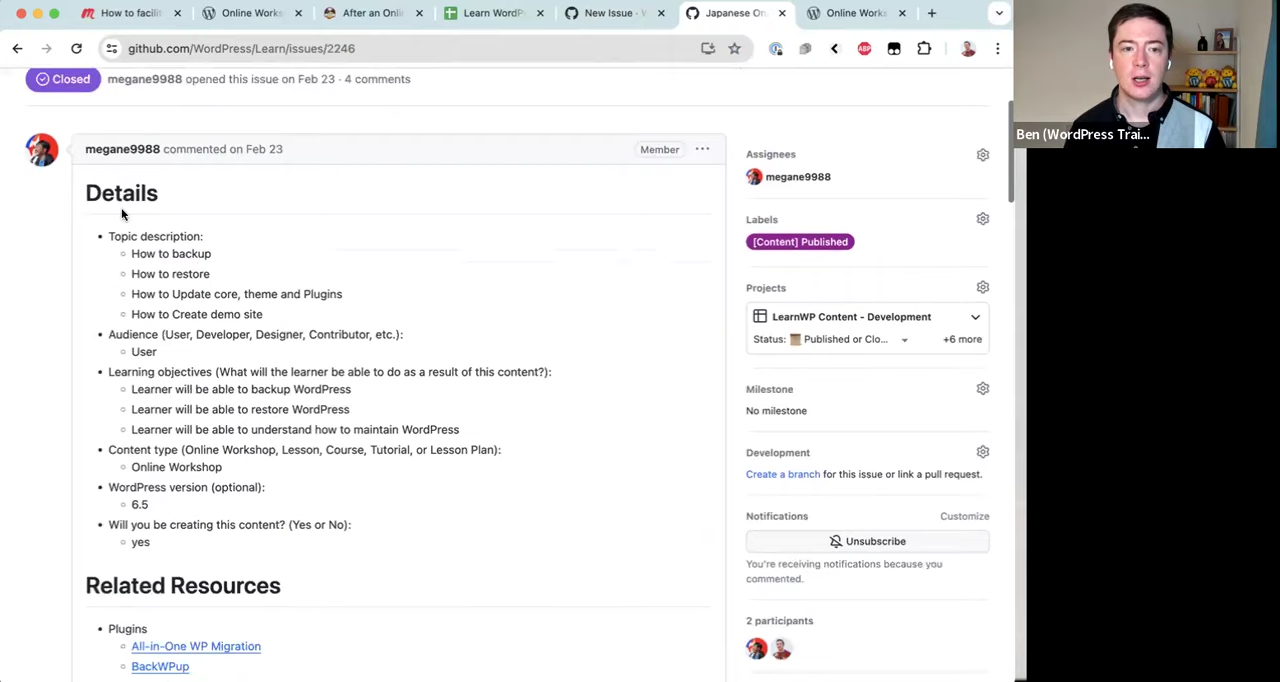 How to facilit
Online Works
After an Onli
Learn WordP
New Issue · W
Japanese On
Online Works
github.com/WordPress/Learn/issues/2246
ABP
Closed megane9988 opened this issue on Feb 23 · 4 comments
megane9988 commented on Feb 23 Member
Details
Topic description:
How to backup
How to restore
How to Update core, theme and Plugins
How to Create demo site
Audience (User, Developer, Designer, Contributor, etc.):
User
Learning objectives (What will the learner be able to do as a result of this content?):
Learner will be able to backup WordPress
Learner will be able to restore WordPress
Learner will be able to understand how to maintain WordPress
Content type (Online Workshop, Lesson, Course, Tutorial, or Lesson Plan):
Online Workshop
WordPress version (optional):
6.5
Will you be creating this content? (Yes or No):
yes
Related Resources
Plugins
All-in-One WP Migration
BackWPup
Assignees
megane9988
Labels
[Content] Published
Projects
LearnWP Content - Development
Status: Published or Clo... +6 more
Milestone
No milestone
Development
Create a branch for this issue or link a pull request.
Notifications Customize
Unsubscribe
You're receiving notifications because you
commented.
2 participants
Ben (WordPress Trai...